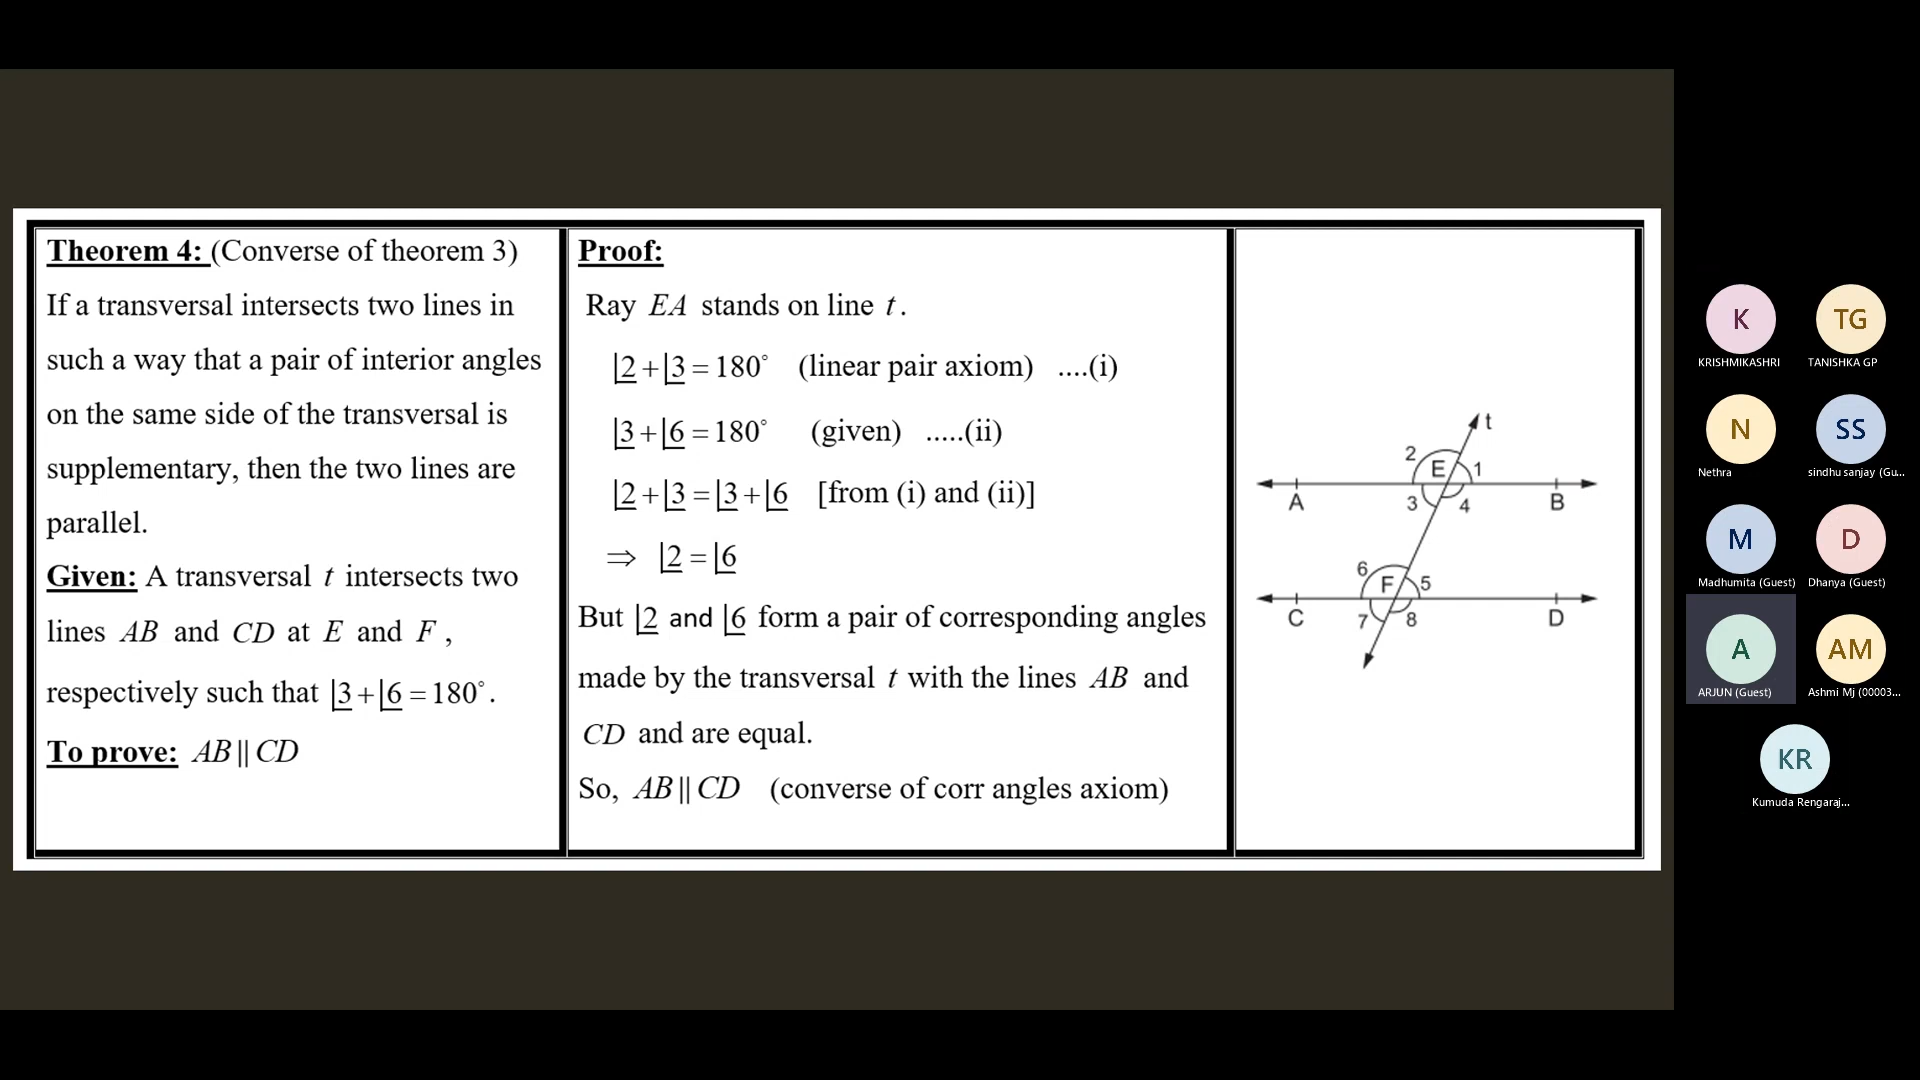 Theorem 4: (Converse of theorem 3)
If a transversal intersects two lines in
such a way that a pair of interior angles
on the same side of the transversal is
supplementary, then the two lines are
parallel.
Given: A transversal t intersects two
lines AB and CD at E and F ,
respectively such that |3+|6=180°.
To prove: AB || CD
Proof:
Ray EA stands on line t .
|2+|3=180° (linear pair axiom) ....(i)
|3+|6=180° (given) .....(ii)
|2+|3=|3+|6 [from (i) and (ii)]
⇒ |2=|6
But |2 and |6 form a pair of corresponding angles
made by the transversal t with the lines AB and
CD and are equal.
So, AB || CD (converse of corr angles axiom)
t
2
E
1
A
3
4
B
6
F
5
C
7
8
D
K
KRISHMIKASHRI
TG
TANISHKA GP
N
Nethra
SS
sindhu sanjay (Gu...
M
Madhumita (Guest)
D
Dhanya (Guest)
A
ARJUN (Guest)
AM
Ashmi Mj (00003...
KR
Kumuda Rengaraj...